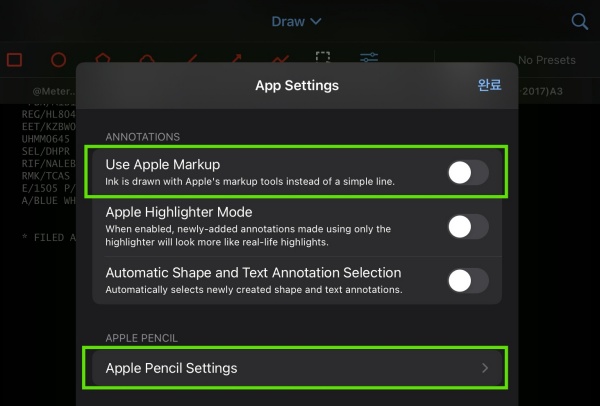 Draw
No Presets
@Meter...
-2017)A3
App Settings
완료
REG/HL804
EET/KZBWO
UHMM0645
SEL/DHPR
RIF/NALEB
RMK/TCAS
E/1505 P/
A/BLUE WH
* FILED A
ANNOTATIONS
Use Apple Markup
Ink is drawn with Apple's markup tools instead of a simple line.
Apple Highlighter Mode
When enabled, newly-added annotations made using only the
highlighter will look more like real-life highlights.
Automatic Shape and Text Annotation Selection
Automatically selects newly created shape and text annotations.
APPLE PENCIL
Apple Pencil Settings